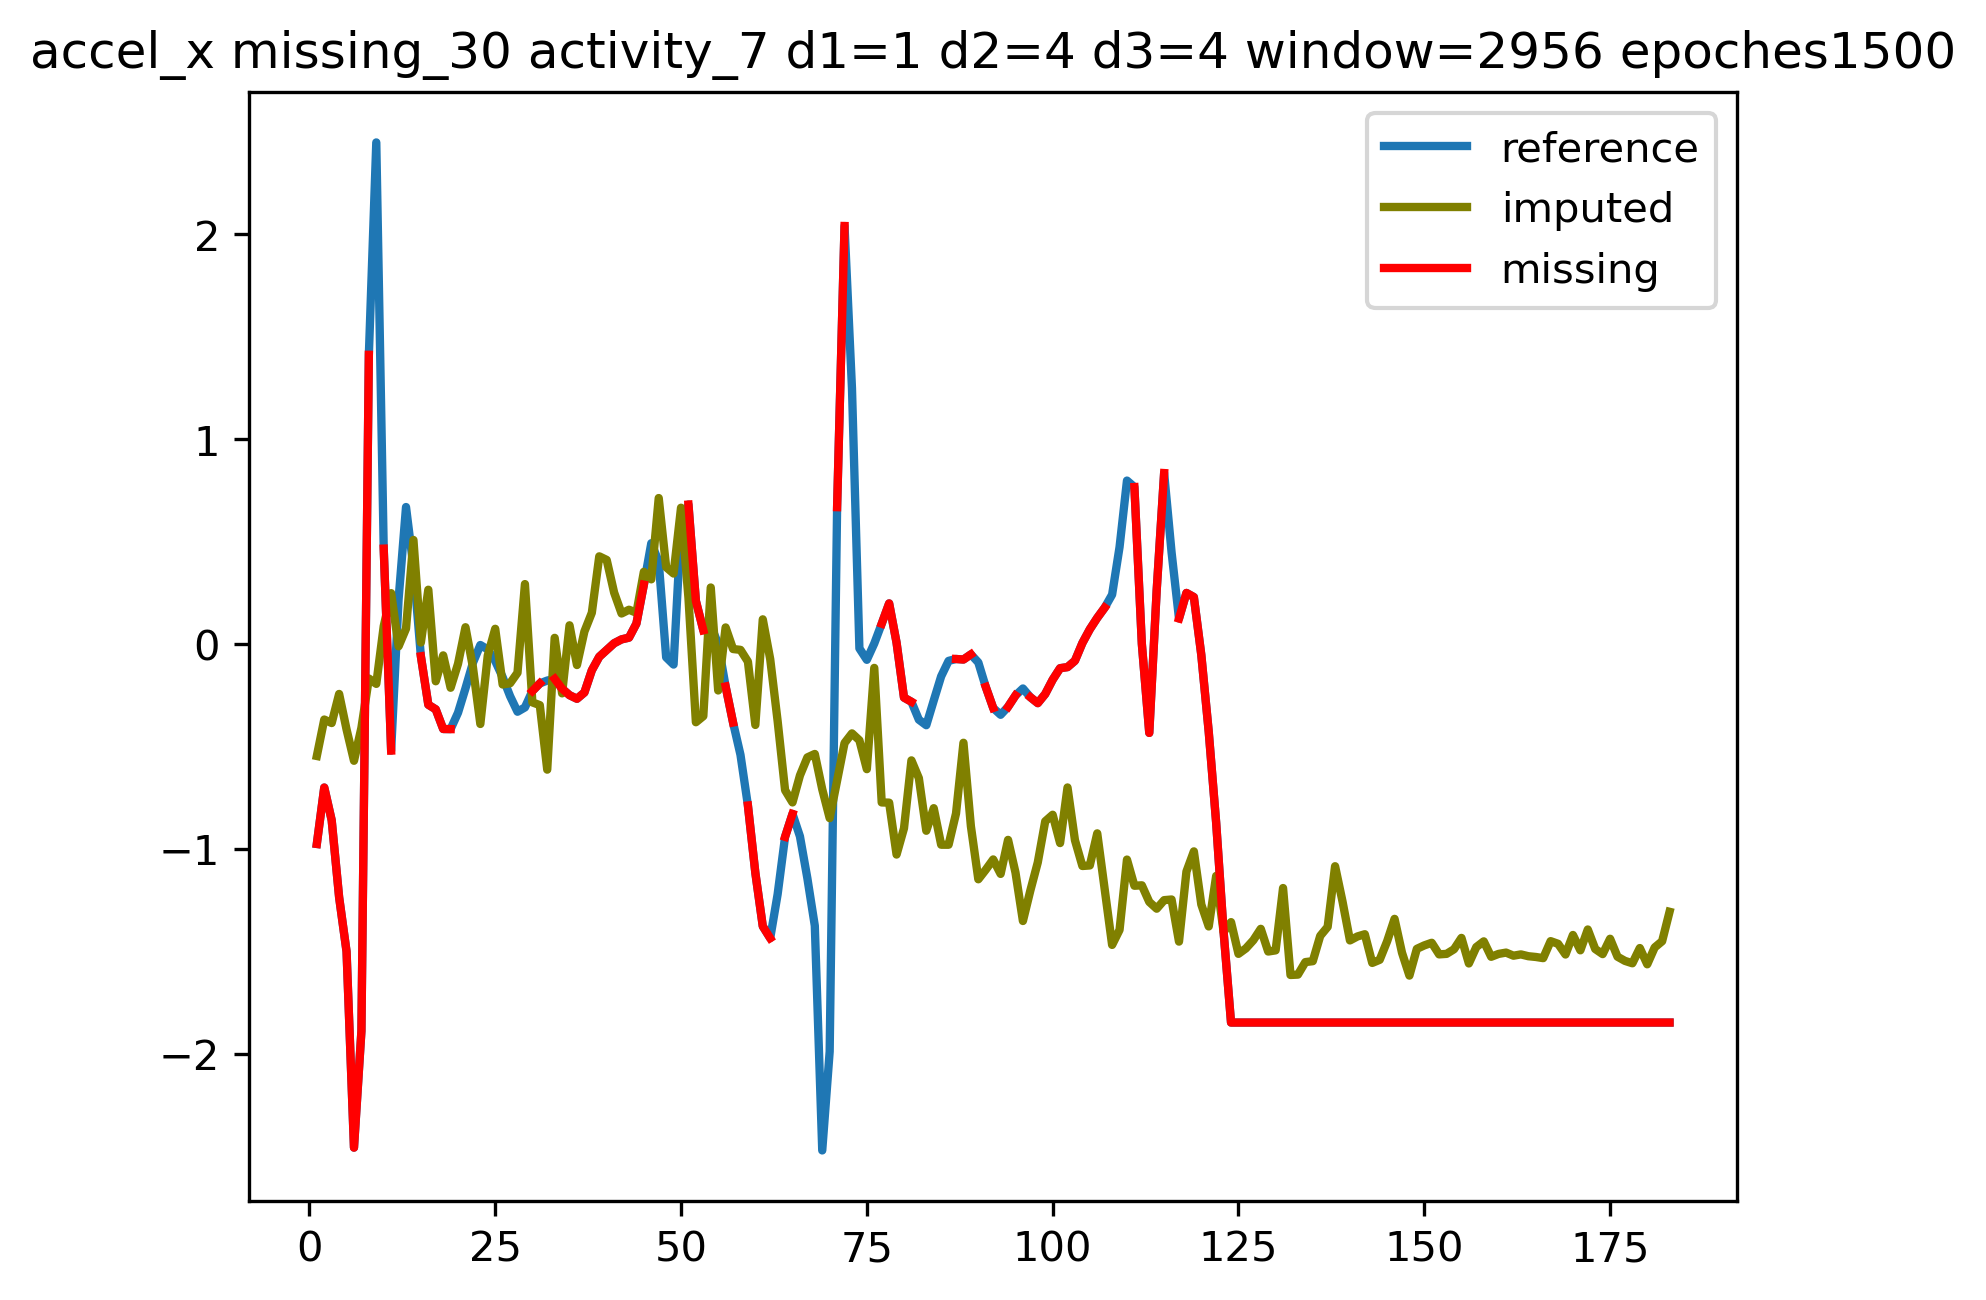 accel_x missing_30 activity_7 d1=1 d2=4 d3=4 window=2956 epoches1500
reference
imputed
missing
2
1
0
−1
−2
0 25 50 75 100 125 150 175